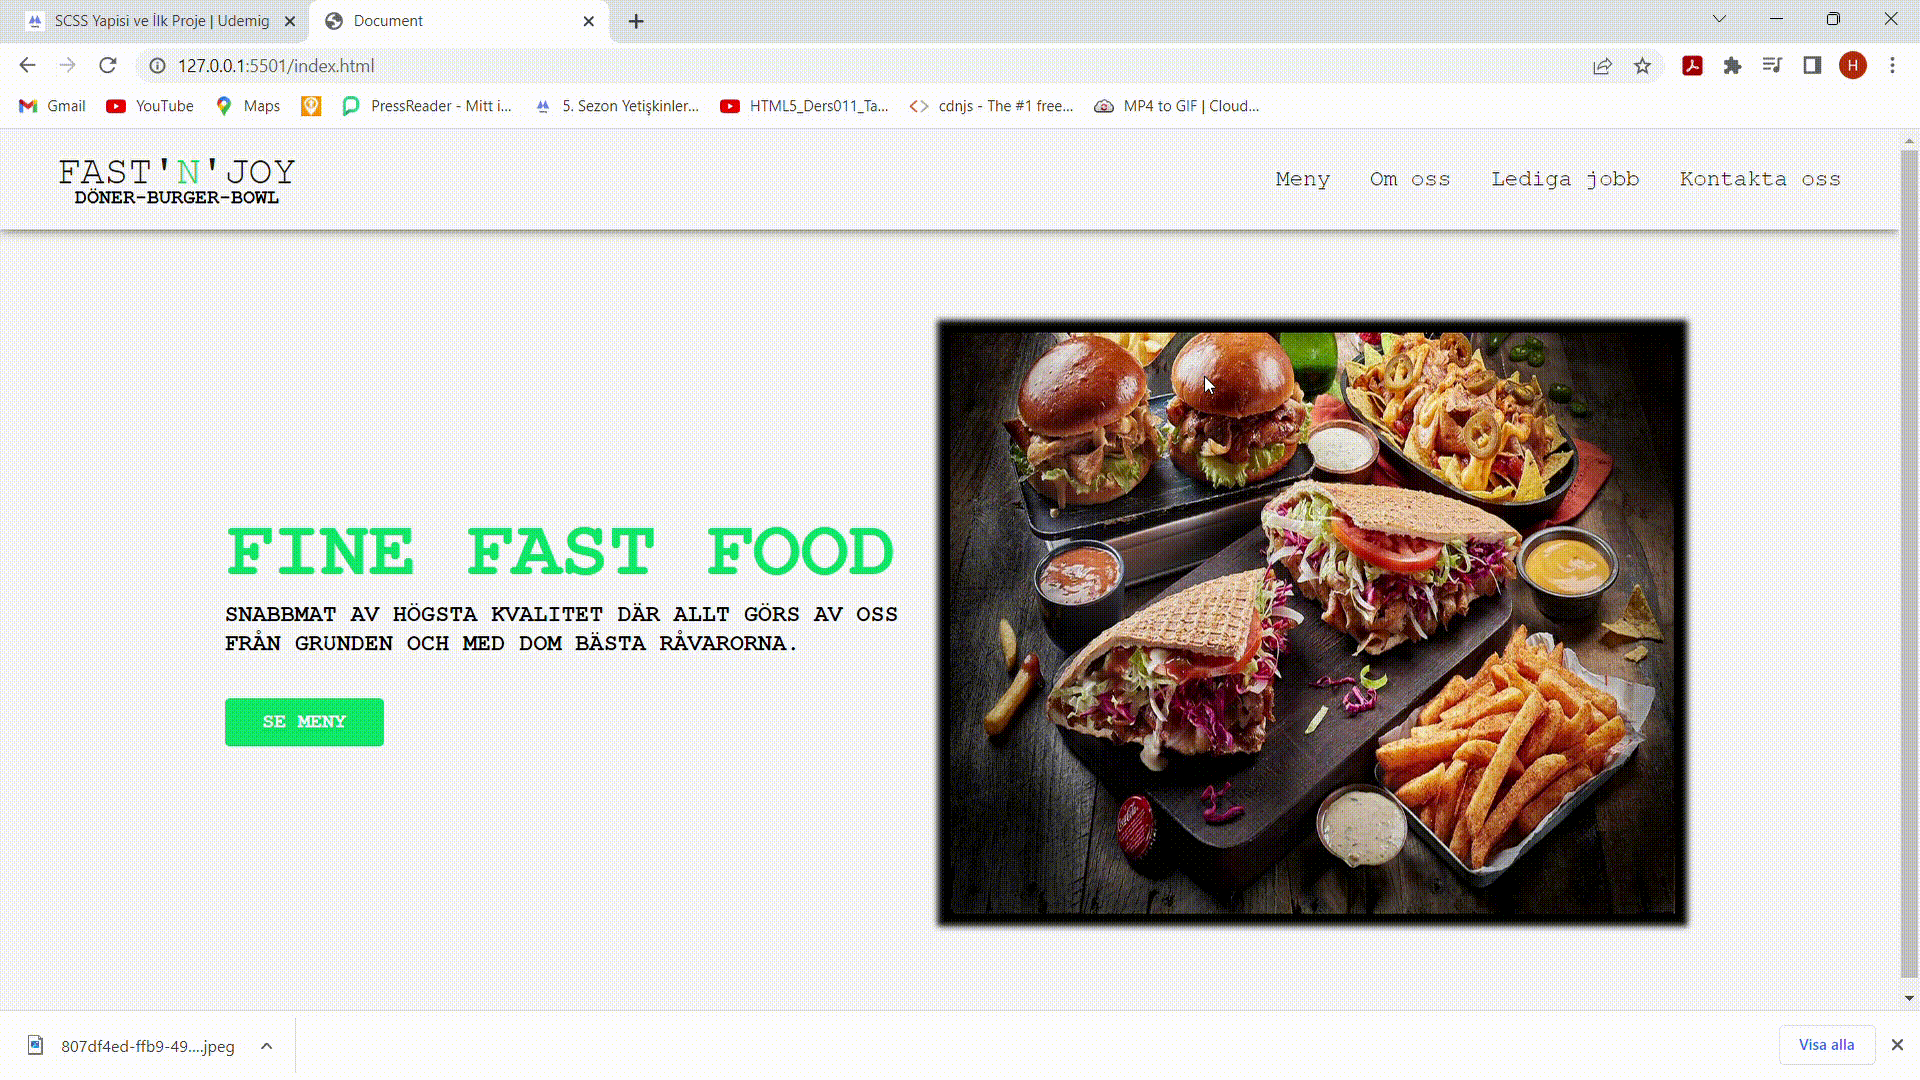 SCSS Yapisi ve İlk Proje | Udemig
Document
127.0.0.1:5501/index.html
H
Gmail
YouTube
Maps
PressReader - Mitt i...
5. Sezon Yetişkinler...
HTML5_Ders011_Ta...
cdnjs - The #1 free...
MP4 to GIF | Cloud...
FAST'N'JOY
DÖNER-BURGER-BOWL
Meny
Om oss
Lediga jobb
Kontakta oss
FINE FAST FOOD
SNABBMAT AV HÖGSTA KVALITET DÄR ALLT GÖRS AV OSS
FRÅN GRUNDEN OCH MED DOM BÄSTA RÅVARORNA.
SE MENY
Coca-Cola
807df4ed-ffb9-49....jpeg
Visa alla